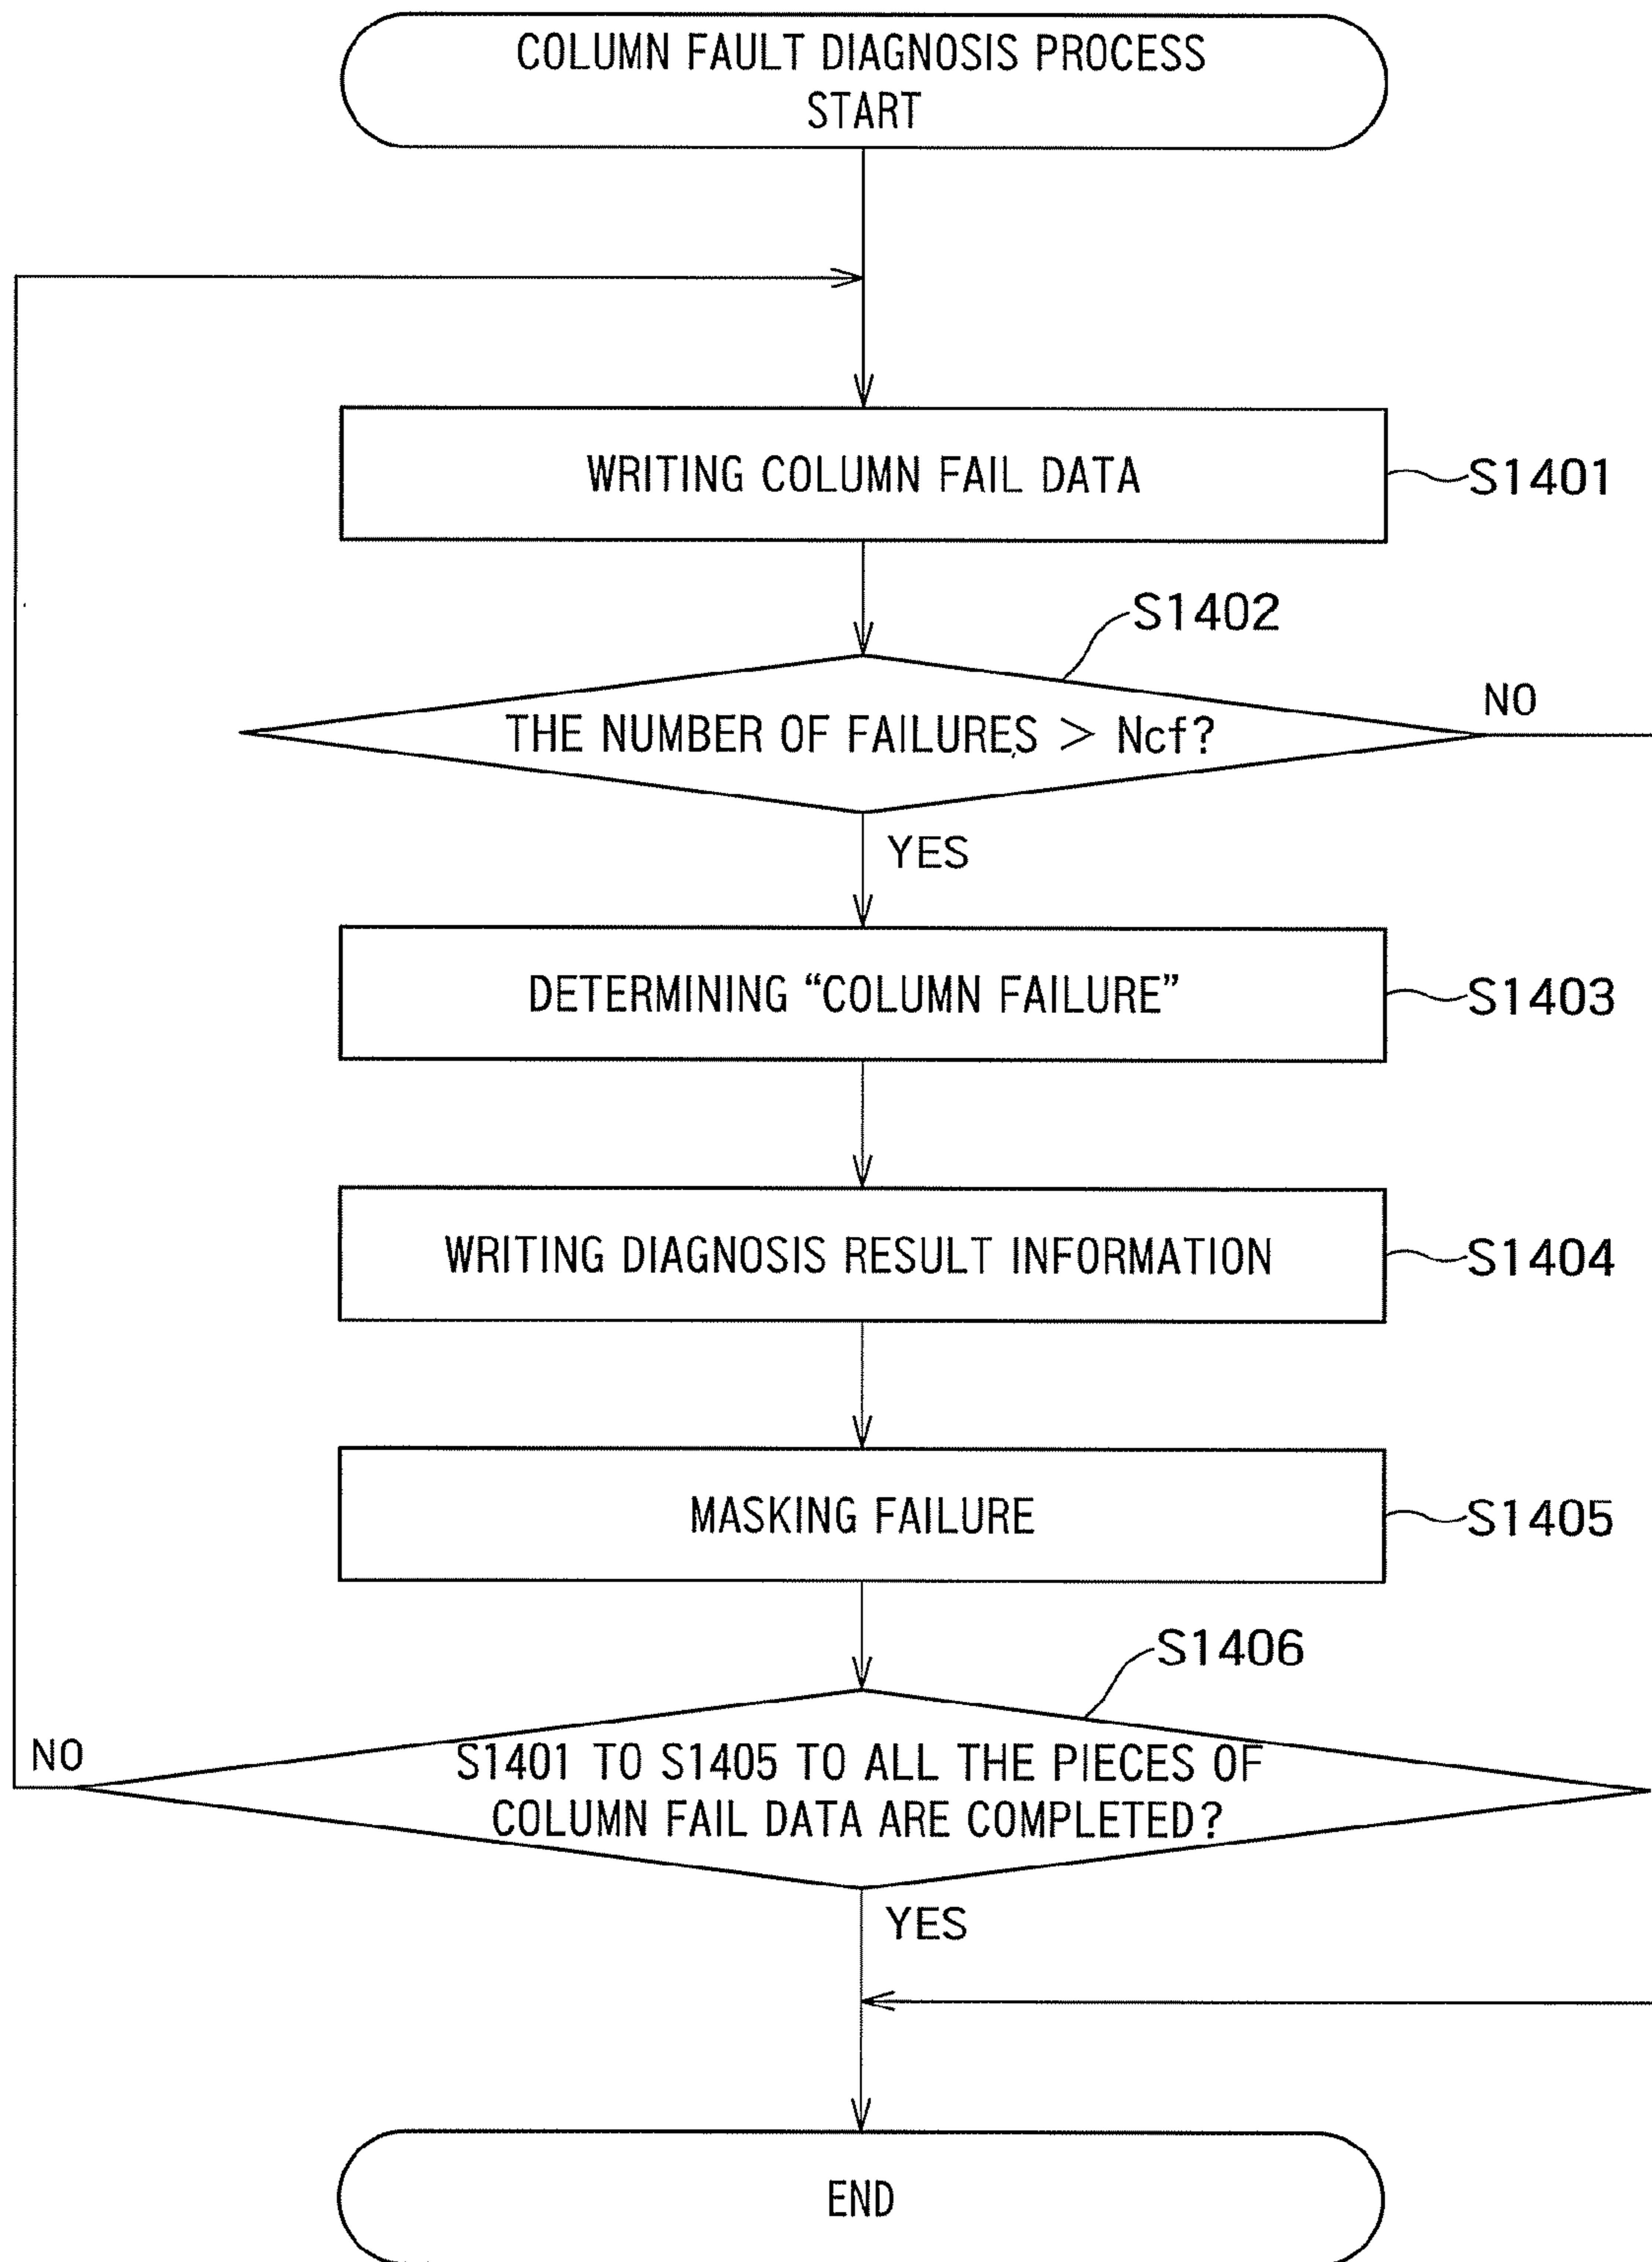 COLUMN FAULT DIAGNOSIS PROCESS
START
WRITING COLUMN FAIL DATA
S1401
S1402
THE NUMBER OF FAILURES > Ncf?
NO
YES
DETERMINING “COLUMN FAILURE”
S1403
WRITING DIAGNOSIS RESULT INFORMATION
S1404
MASKING FAILURE
S1405
S1406
NO
S1401 TO S1405 TO ALL THE PIECES OF
COLUMN FAIL DATA ARE COMPLETED?
YES
END